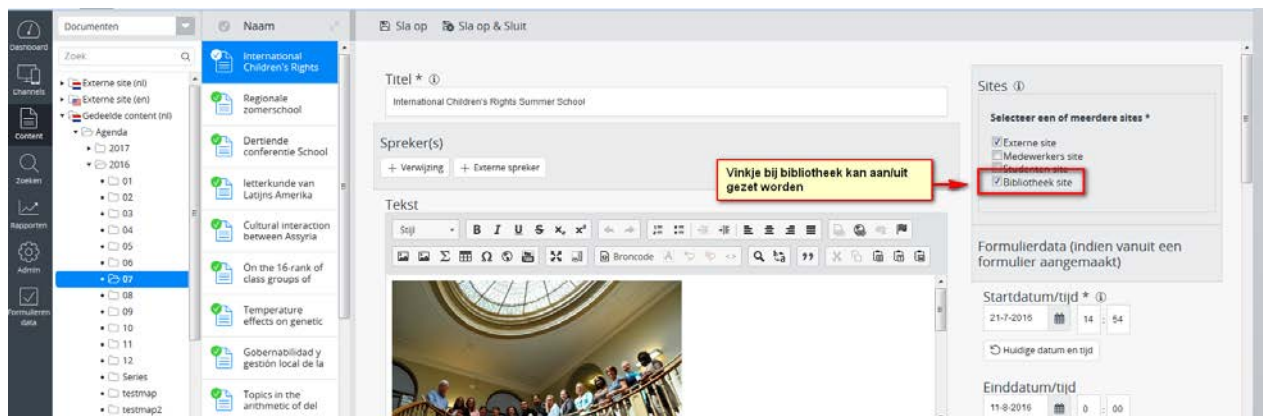 Dashboard
Channels
Content
Zoeken
Rapporten
Admin
Formulieren
data
Documenten
Zoek
Externe site (nl)
Externe site (en)
Gedeelde content (nl)
Agenda
2017
2016
01
02
03
04
05
06
07
08
09
10
11
12
Series
testmap
testmap2
Naam
International
Children's Rights
Regionale
zomerschool
Dertiende
conferentie School
letterkunde van
Latijns Amerika
Cultural interaction
between Assyria
On the 16-rank of
class groups of
Temperature
effects on genetic
Gobernabilidad y
gestión local de la
Topics in the
arithmetic of del
Sla op Sla op & Sluit
Titel *
International Children's Rights Summer School
Spreker(s)
+ Verwijzing + Externe spreker
Tekst
Stijl B I U S x₂ x²
Σ Ω Broncode
Vinkje bij bibliotheek kan aan/uit
gezet worden
Sites
Selecteer een of meerdere sites *
Externe site
Medewerkers site
Studenten site
Bibliotheek site
Formulierdata (indien vanuit een
formulier aangemaakt)
Startdatum/tijd *
21-7-2016 14 : 54
Huidige datum en tijd
Einddatum/tijd
11-8-2016 0 : 00